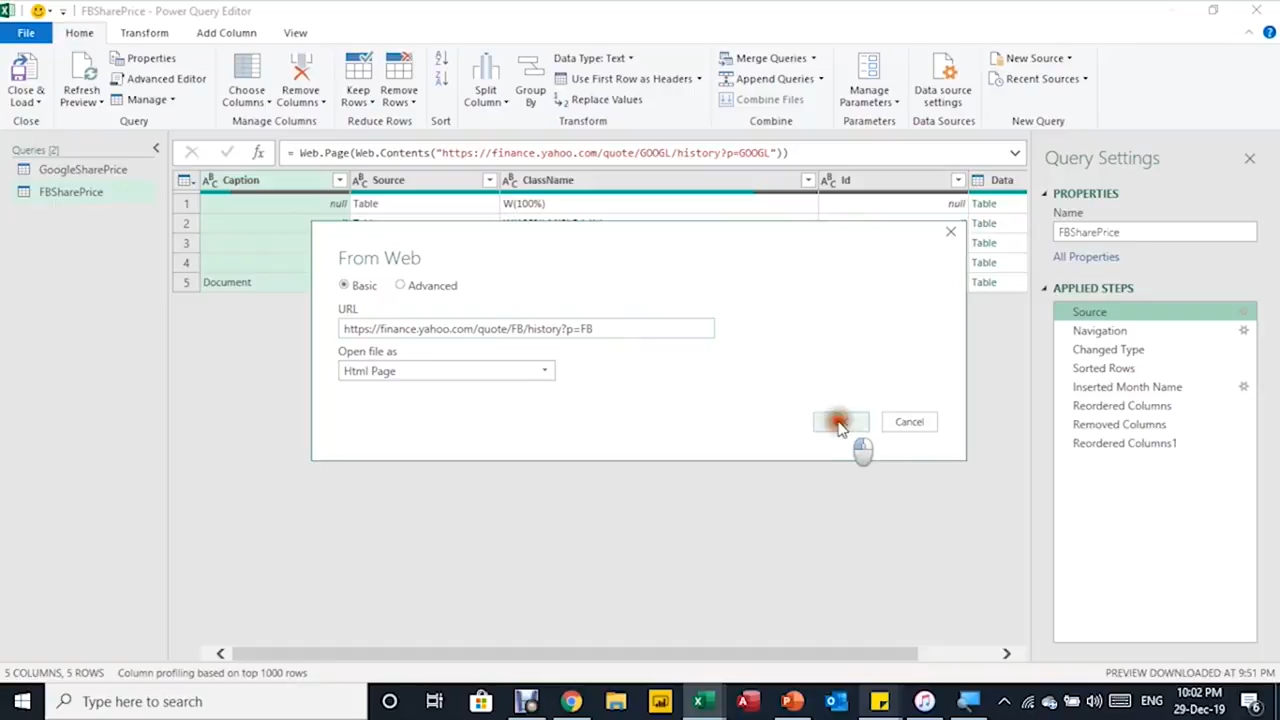 FBSharePrice - Power Query Editor
File Home Transform Add Column View
Close & Load
Close
Refresh Preview
Properties
Advanced Editor
Manage
Query
Choose Columns
Remove Columns
Manage Columns
Keep Rows
Remove Rows
Reduce Rows
Sort
Split Column
Group By
Data Type: Text
Use First Row as Headers
Replace Values
Transform
Merge Queries
Append Queries
Combine Files
Combine
Manage Parameters
Parameters
Data source settings
Data Sources
New Source
Recent Sources
New Query
Queries [2]
GoogleSharePrice
FBSharePrice
= Web.Page(Web.Contents("https://finance.yahoo.com/quote/GOOGL/history?p=GOOGL"))
Caption Source ClassName Id Data
1 null Table W(100%) null Table
2 Table
3 Table
4 Table
5 Document Table
From Web
Basic Advanced
URL
https://finance.yahoo.com/quote/FB/history?p=FB
Open file as
Html Page
Cancel
Query Settings
PROPERTIES
Name
FBSharePrice
All Properties
APPLIED STEPS
Source
Navigation
Changed Type
Sorted Rows
Inserted Month Name
Reordered Columns
Removed Columns
Reordered Columns1
5 COLUMNS, 5 ROWS Column profiling based on top 1000 rows
PREVIEW DOWNLOADED AT 9:51 PM
Type here to search
ENG
10:02 PM
29-Dec-19
6